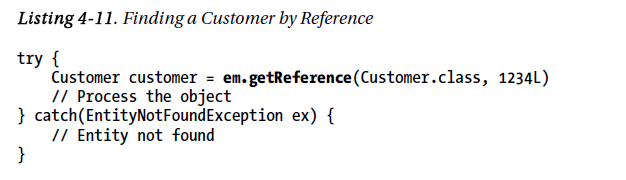 Listing 4-11. Finding a Customer by Reference
try {
    Customer customer = em.getReference(Customer.class, 1234L)
    // Process the object
} catch(EntityNotFoundException ex) {
    // Entity not found
}